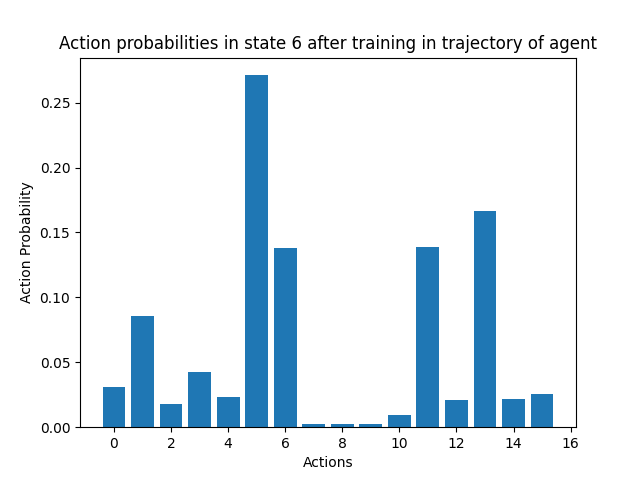 Action probabilities in state 6 after training in trajectory of agent
Action Probability
0.25
0.20
0.15
0.10
0.05
0.00
0 2 4 6 8 10 12 14 16
Actions